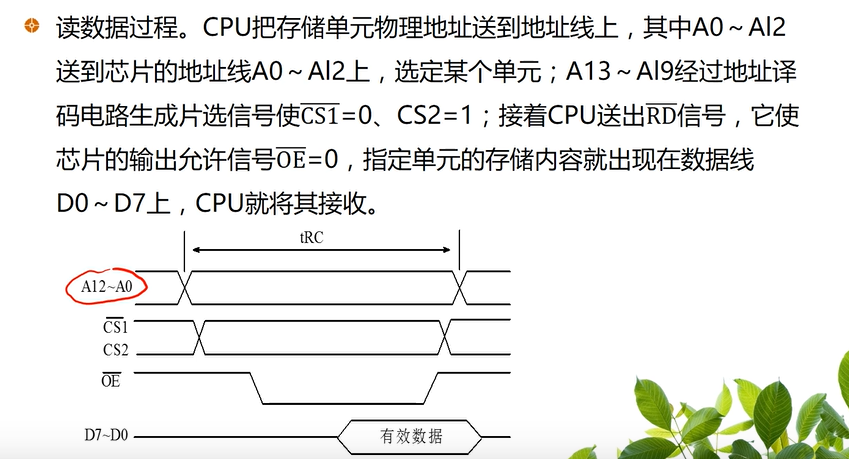 读数据过程。CPU把存储单元物理地址送到地址线上，其中A0～Al2
送到芯片的地址线A0～Al2上，选定某个单元；A13～Al9经过地址译
码电路生成片选信号使C̅S̅1̅=0、CS2=1；接着CPU送出R̅D̅信号，它使
芯片的输出允许信号O̅E̅=0，指定单元的存储内容就出现在数据线
D0～D7上，CPU就将其接收。
tRC
A12~A0
C̅S̅1
CS2
O̅E̅
D7~D0
有效数据